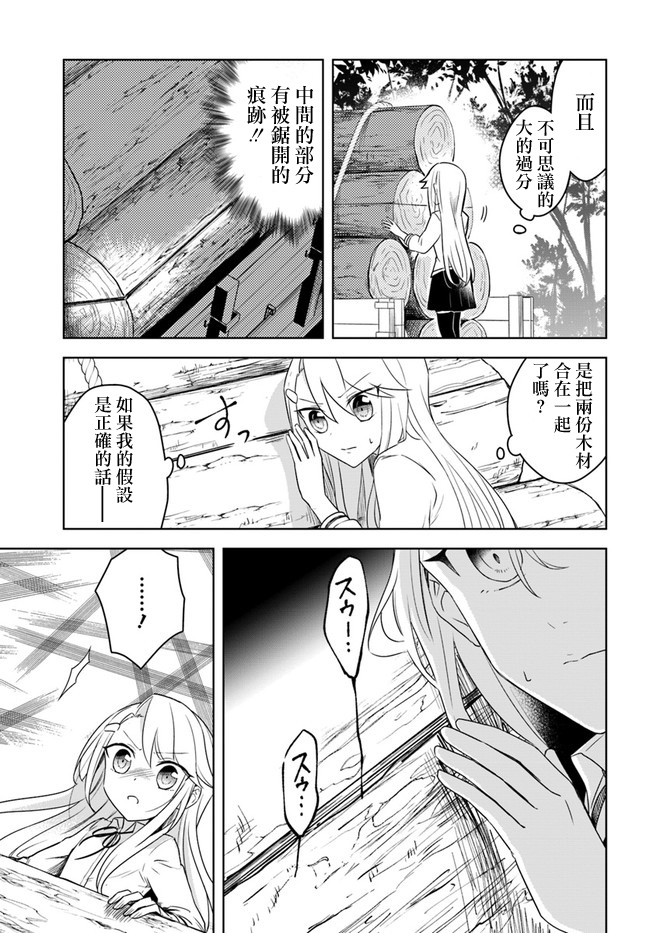 而且
不可思議的
大的過分
中間的部分
有被鋸開的
痕跡!!
是把兩份木材
合在一起
了嗎？
すっ
如果我的假設
是正確的話——
スゥ…
スゥ…
……